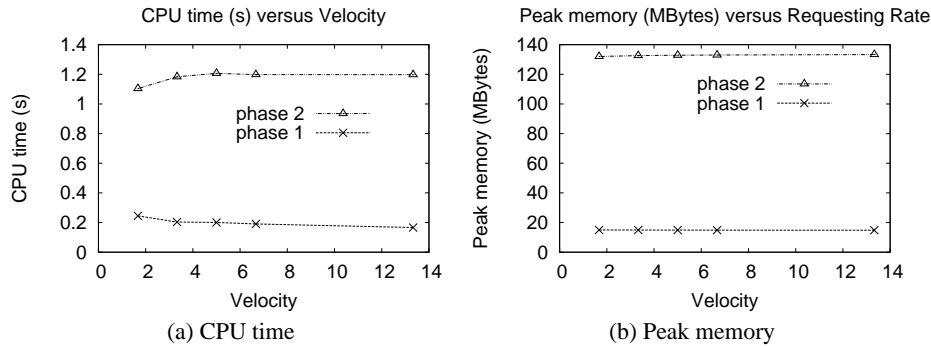 CPU time (s) versus Velocity
1.4
1.2
1
0.8
0.6
0.4
0.2
0
CPU time (s)
phase 2
phase 1
0 2 4 6 8 10 12 14
Velocity
(a) CPU time
Peak memory (MBytes) versus Requesting Rate
140
120
100
80
60
40
20
0
Peak memory (MBytes)
phase 2
phase 1
0 2 4 6 8 10 12 14
Velocity
(b) Peak memory